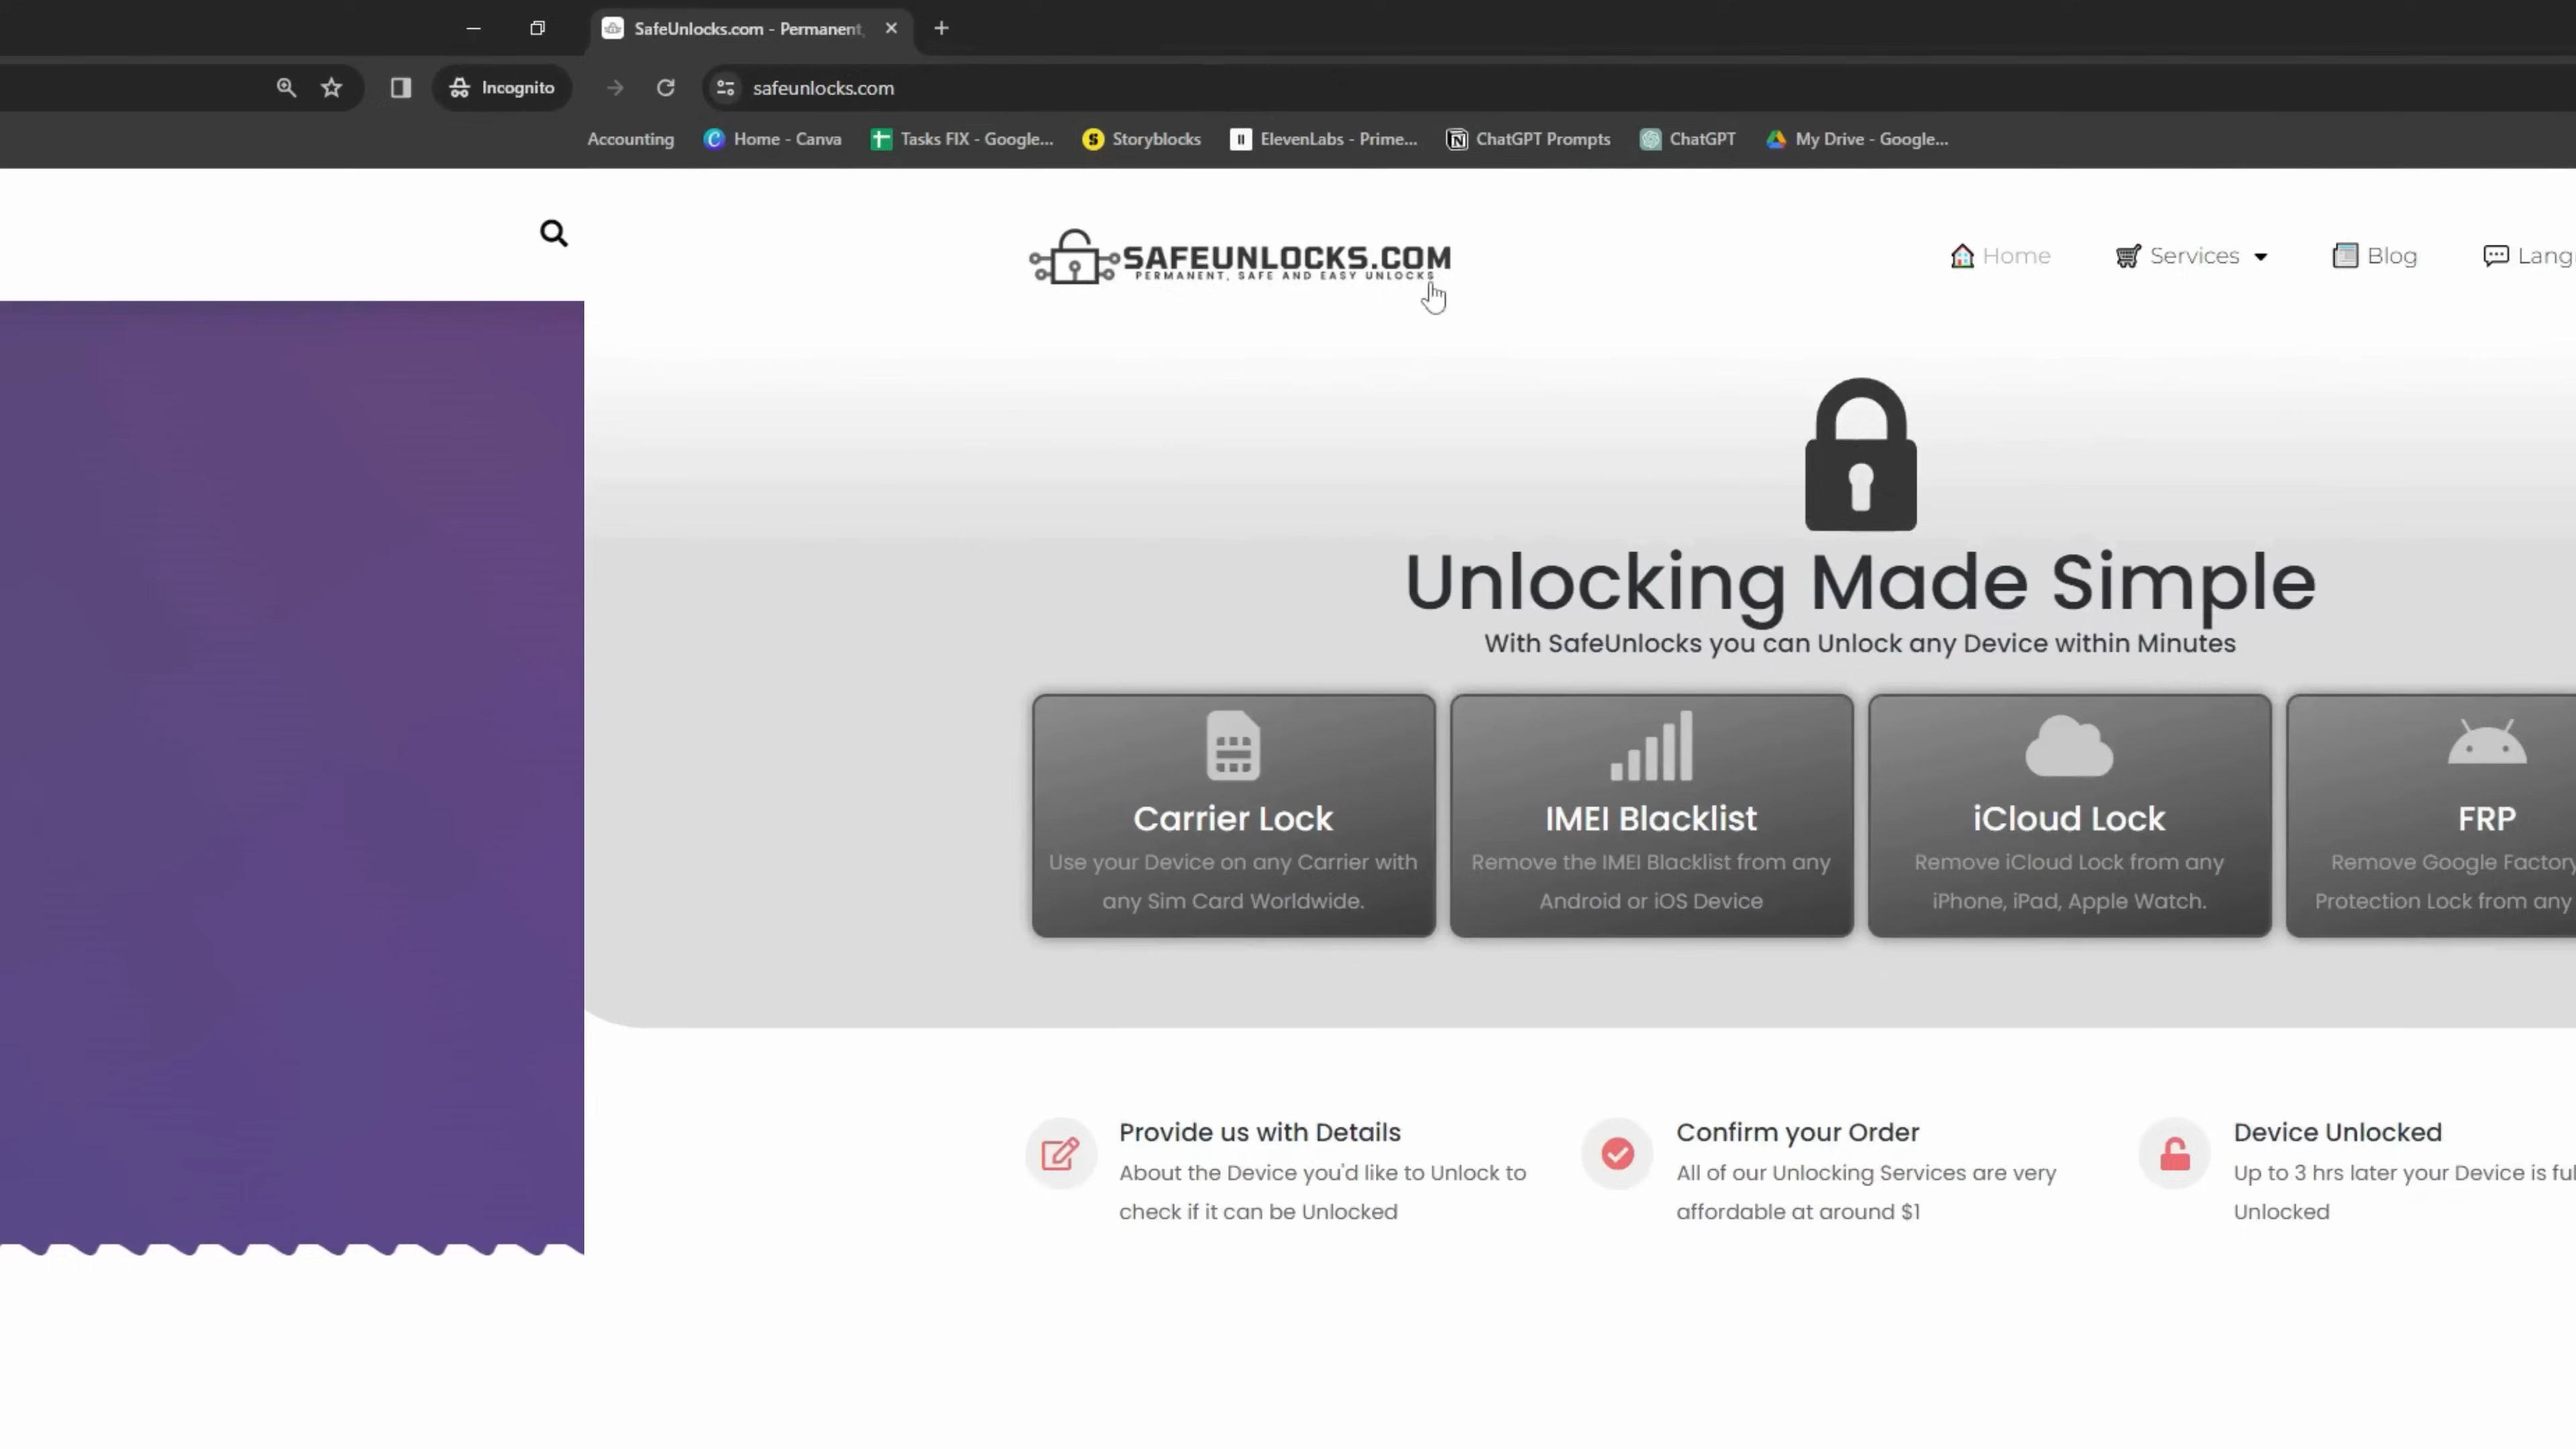 SafeUnlocks.com - Permanent,
Incognito
safeunlocks.com
Accounting
Home - Canva
Tasks FIX - Google...
Storyblocks
ElevenLabs - Prime...
ChatGPT Prompts
ChatGPT
My Drive - Google...
SAFEUNLOCKS.COM
PERMANENT, SAFE AND EASY UNLOCKS
Home
Services
Blog
Unlocking Made Simple
With SafeUnlocks you can Unlock any Device within Minutes
Carrier Lock
Use your Device on any Carrier with
any Sim Card Worldwide.
IMEI Blacklist
Remove the IMEI Blacklist from any
Android or iOS Device
iCloud Lock
Remove iCloud Lock from any
iPhone, iPad, Apple Watch.
FRP
Remove Google Factory
Protection Lock from any
Provide us with Details
About the Device you'd like to Unlock to
check if it can be Unlocked
Confirm your Order
All of our Unlocking Services are very
affordable at around $1
Device Unlocked
Up to 3 hrs later your Device is
Unlocked